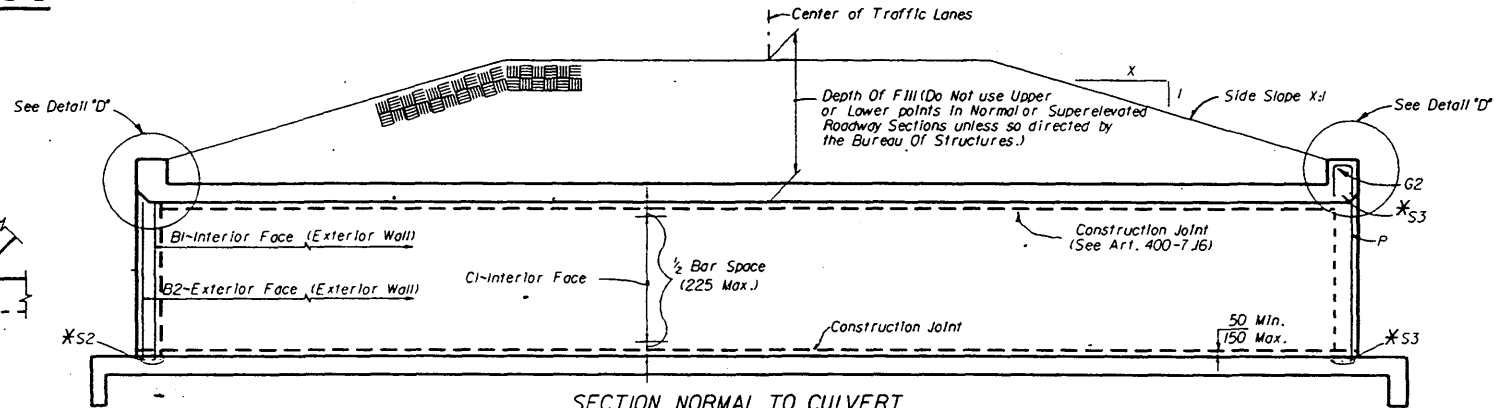 Center of Traffic Lanes
X
1
See Detail "D"
Depth Of Fill (Do Not use Upper
or Lower points in Normal or Superelevated
Roadway Sections unless so directed by
the Bureau Of Structures.)
Side Slope X:1
See Detail "D"
G2
*S3
P
B1~Interior Face (Exterior Wall)
Construction Joint
(See Art. 400-7.16)
C1~Interior Face
1/2 Bar Space
(225 Max.)
B2~Exterior Face (Exterior Wall)
*S2
Construction Joint
50 Min.
150 Max.
*S3
SECTION NORMAL TO CULVERT